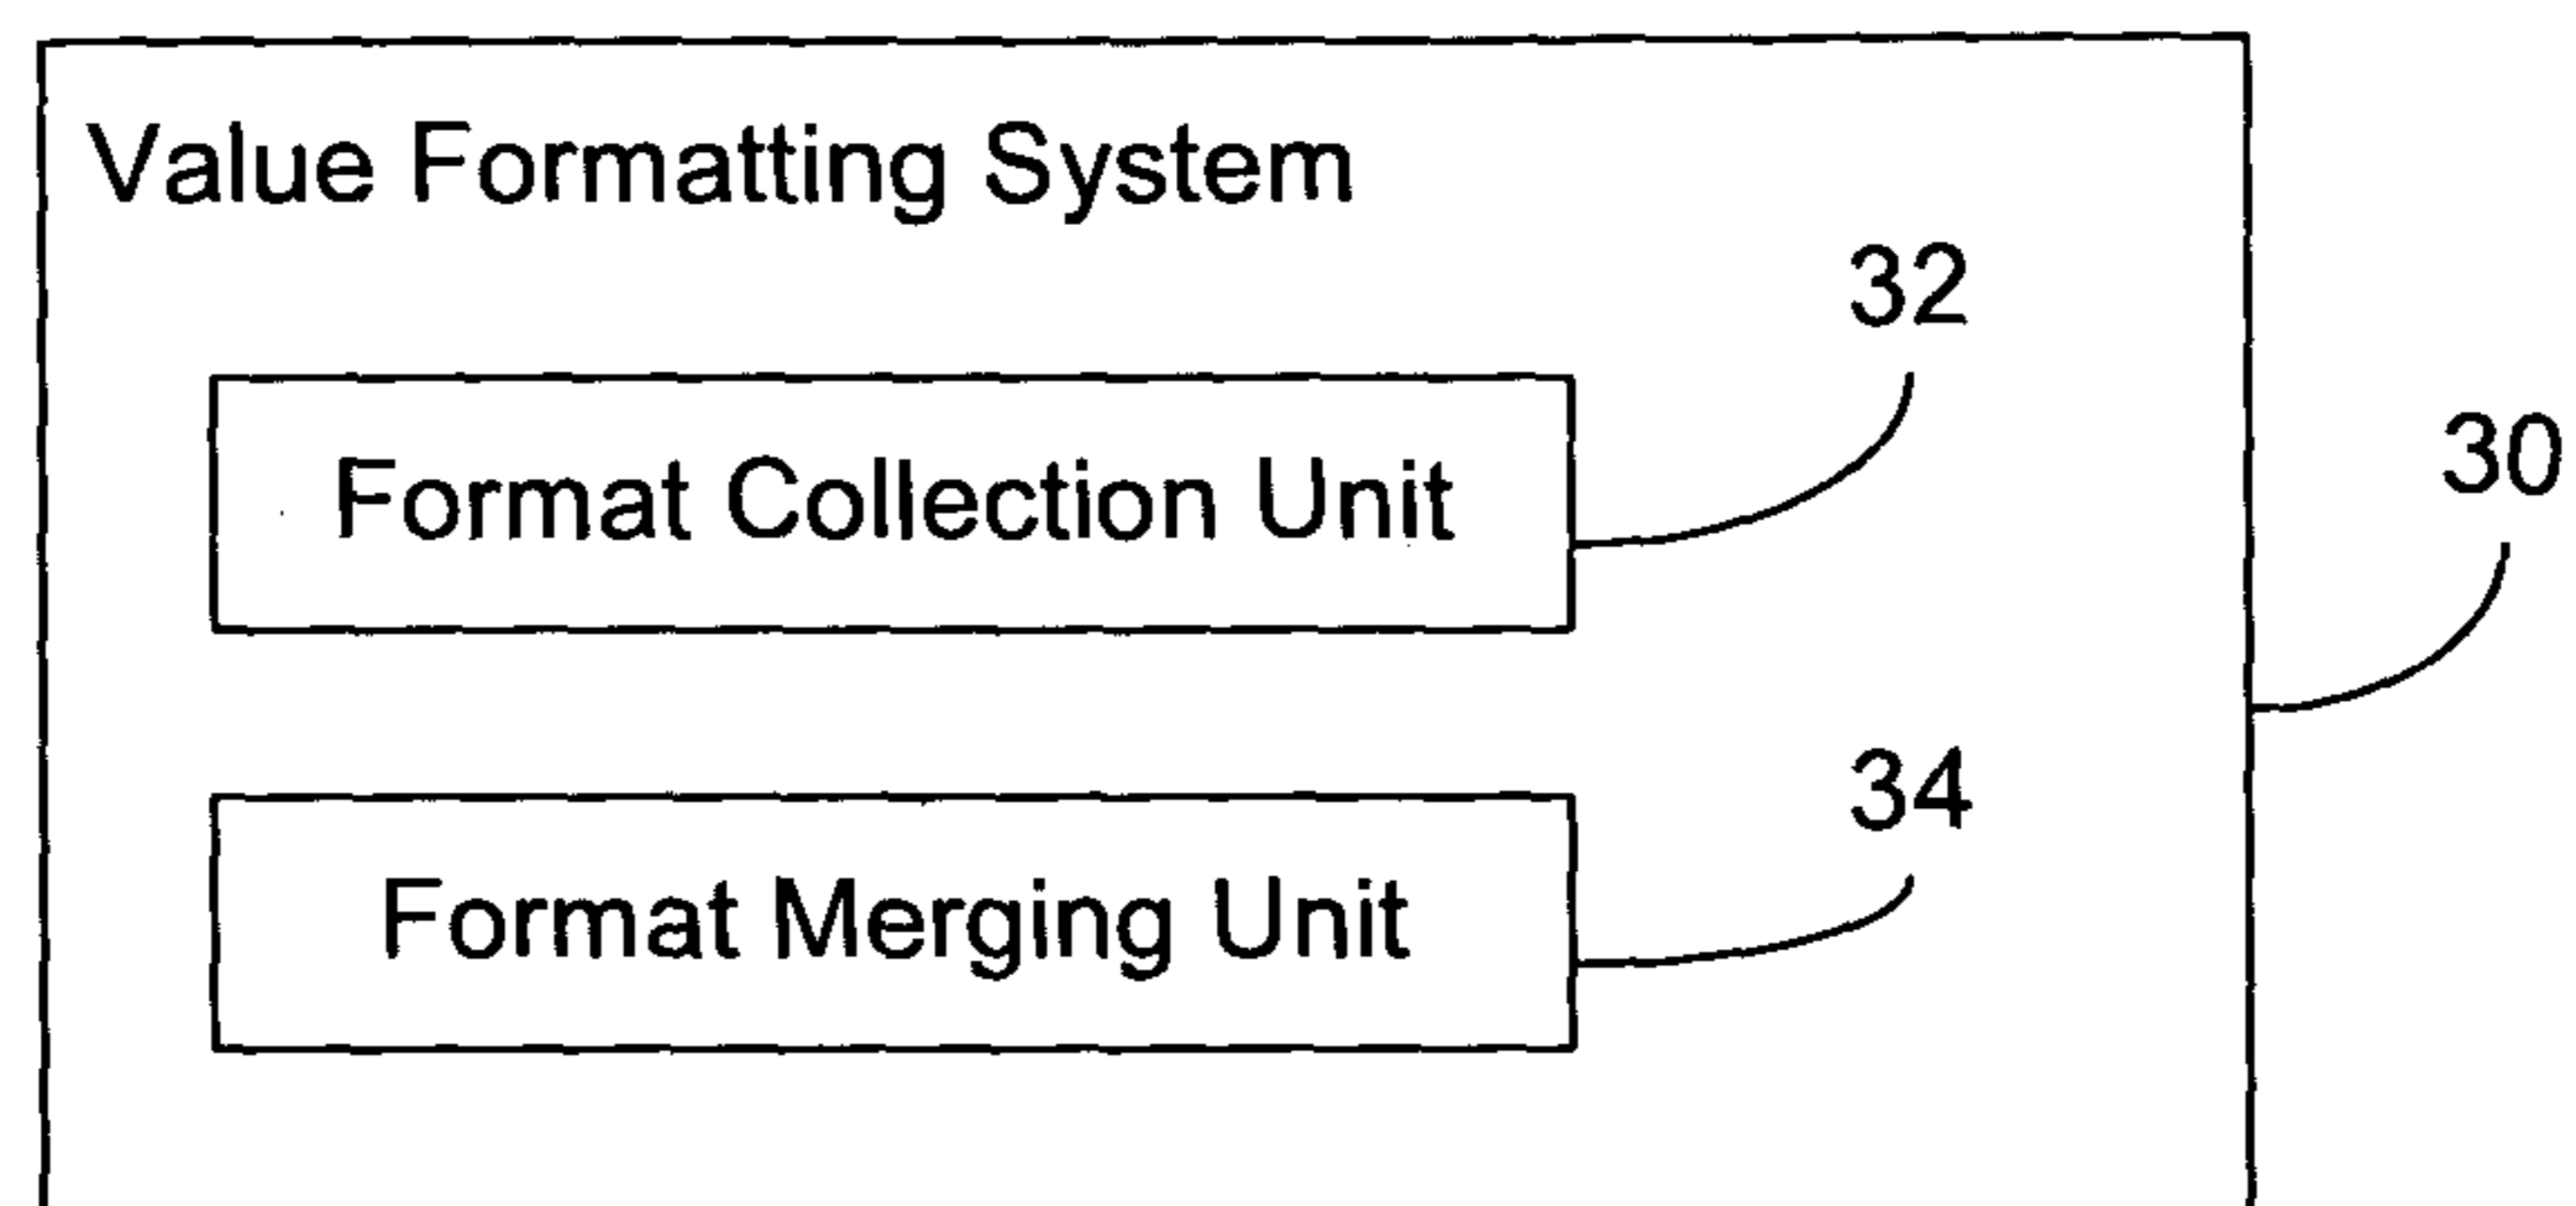 Value Formatting System
32
Format Collection Unit
30
34
Format Merging Unit